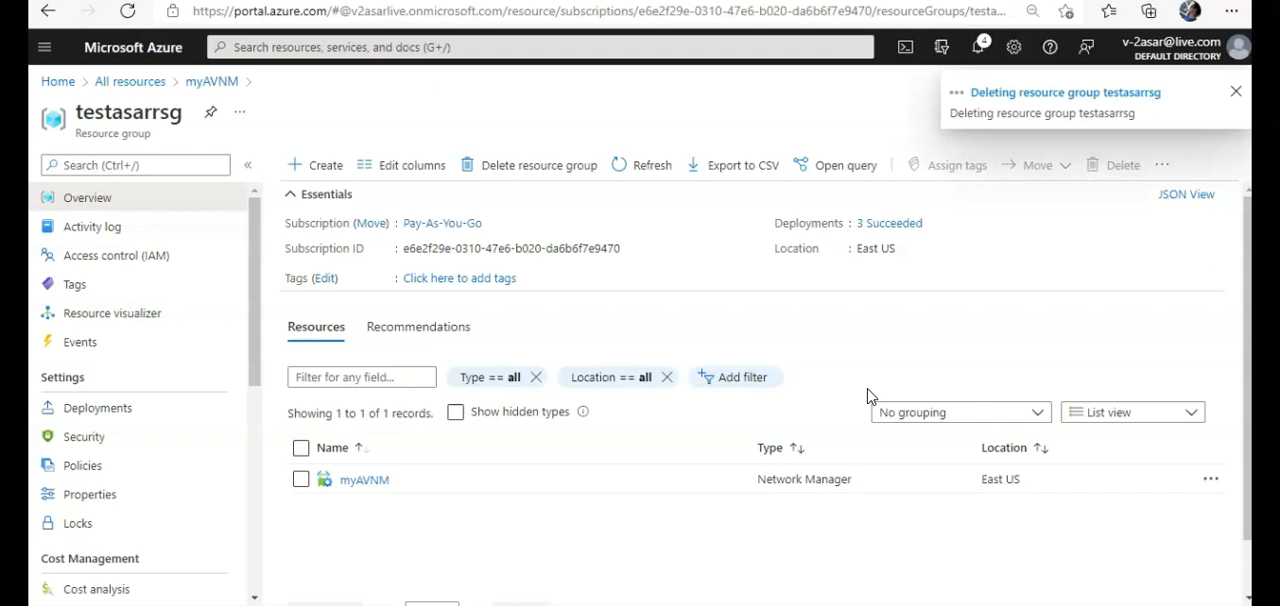 https://portal.azure.com/#@v2asarlive.onmicrosoft.com/resource/subscriptions/e6e2f29e-0310-47e6-b020-da6b6f7e9470/resourceGroups/testa...
Microsoft Azure
Search resources, services, and docs (G+/)
4
v-2asar@live.com
DEFAULT DIRECTORY
Home > All resources > myAVNM >
testasarrsg
Resource group
Deleting resource group testasarrsg
Deleting resource group testasarrsg
Search (Ctrl+/)
Create Edit columns Delete resource group Refresh Export to CSV Open query Assign tags Move Delete
Overview
Activity log
Access control (IAM)
Tags
Resource visualizer
Events
Settings
Deployments
Security
Policies
Properties
Locks
Cost Management
Cost analysis
Essentials
JSON View
Subscription (Move) : Pay-As-You-Go
Deployments : 3 Succeeded
Subscription ID : e6e2f29e-0310-47e6-b020-da6b6f7e9470
Location : East US
Tags (Edit) : Click here to add tags
Resources Recommendations
Filter for any field... Type == all Location == all Add filter
Showing 1 to 1 of 1 records. Show hidden types No grouping List view
Name Type Location
myAVNM Network Manager East US